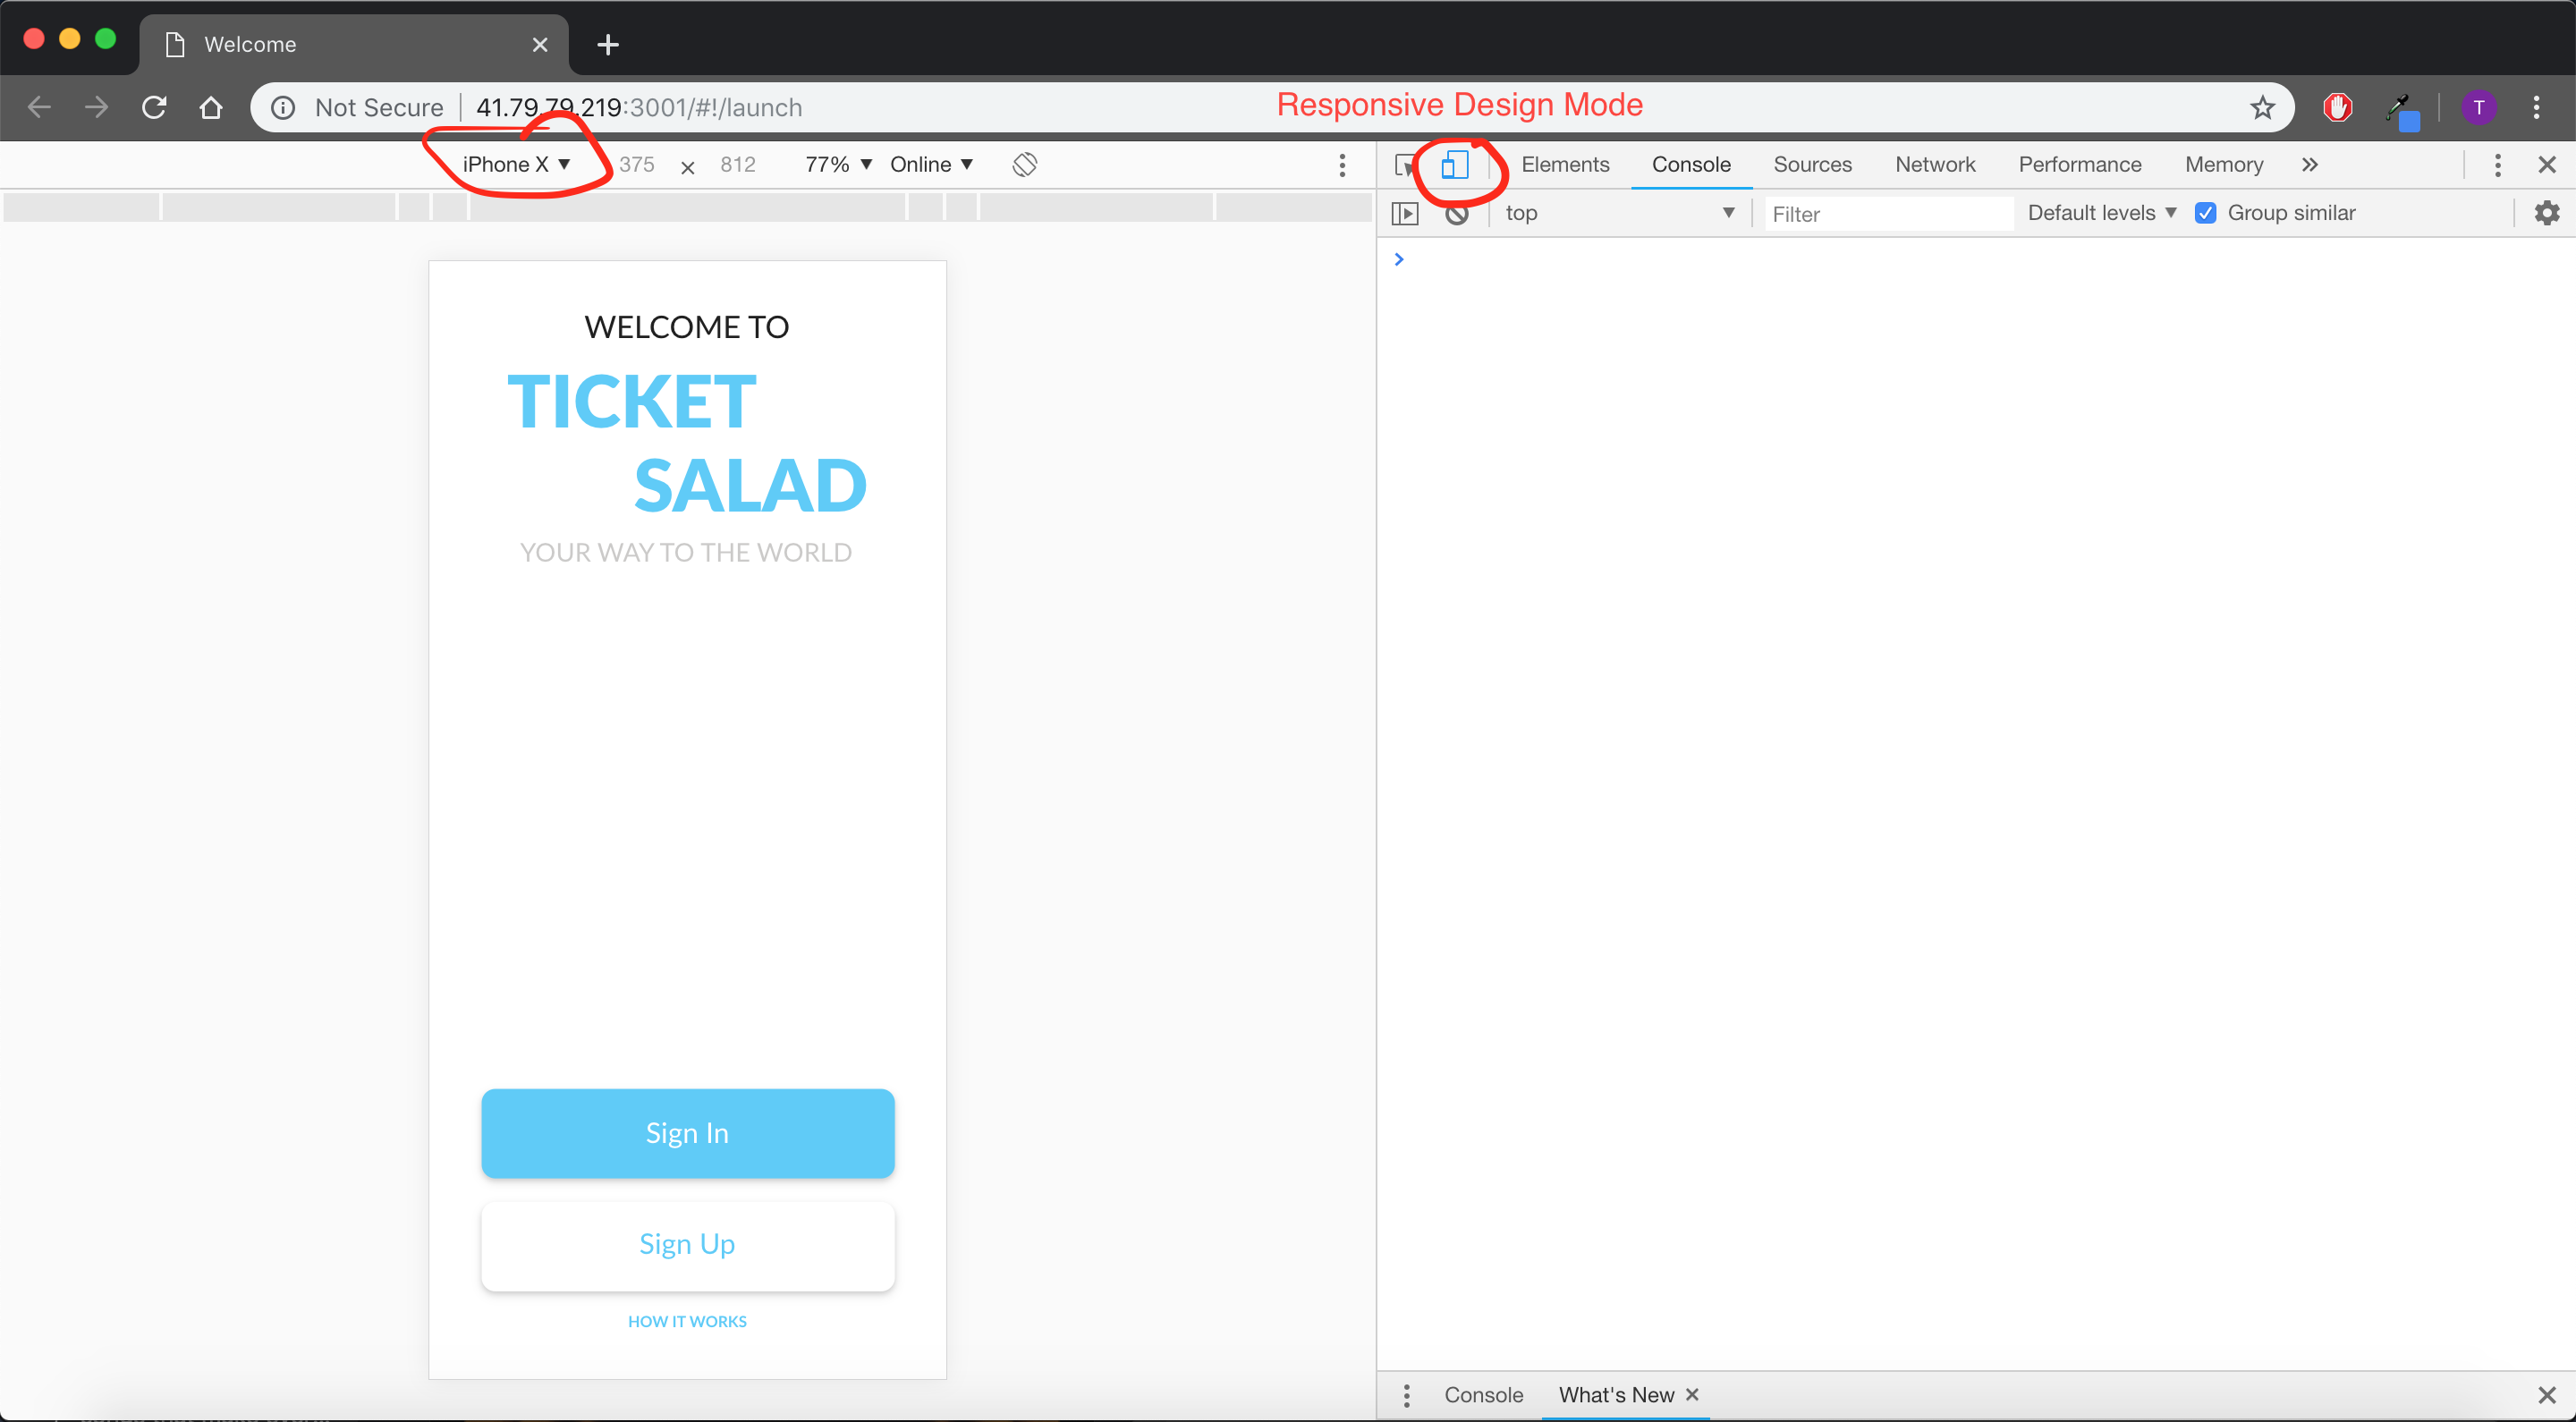 Welcome
Not Secure 41.79.79.219:3001/#!/launch
Responsive Design Mode
T
iPhone X 375 × 812 77% Online
Elements Console Sources Network Performance Memory
top Filter Default levels Group similar
WELCOME TO
TICKET
SALAD
YOUR WAY TO THE WORLD
Sign In
Sign Up
HOW IT WORKS
Console What's New